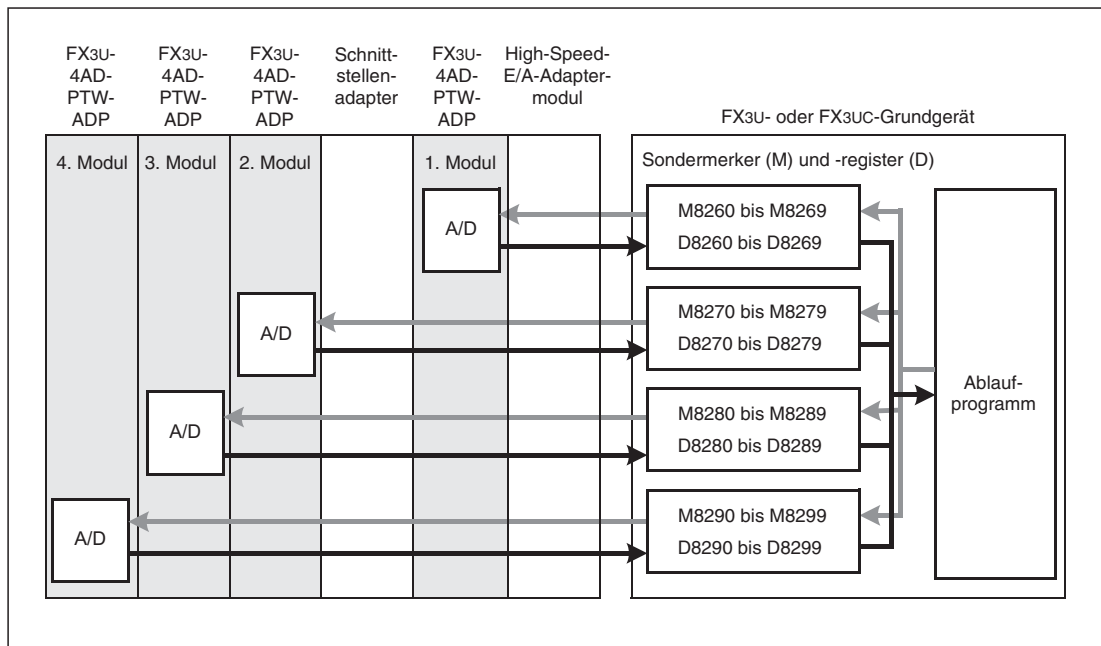 FX3U-
4AD-
PTW-
ADP
FX3U-
4AD-
PTW-
ADP
FX3U-
4AD-
PTW-
ADP
Schnitt-
stellen-
adapter
FX3U-
4AD-
PTW-
ADP
High-Speed-
E/A-Adapter-
modul
FX3U- oder FX3UC-Grundgerät
4. Modul
3. Modul
2. Modul
1. Modul
Sondermerker (M) und -register (D)
A/D
M8260 bis M8269
D8260 bis D8269
A/D
M8270 bis M8279
D8270 bis D8279
A/D
M8280 bis M8289
D8280 bis D8289
A/D
M8290 bis M8299
D8290 bis D8299
Ablauf-
programm